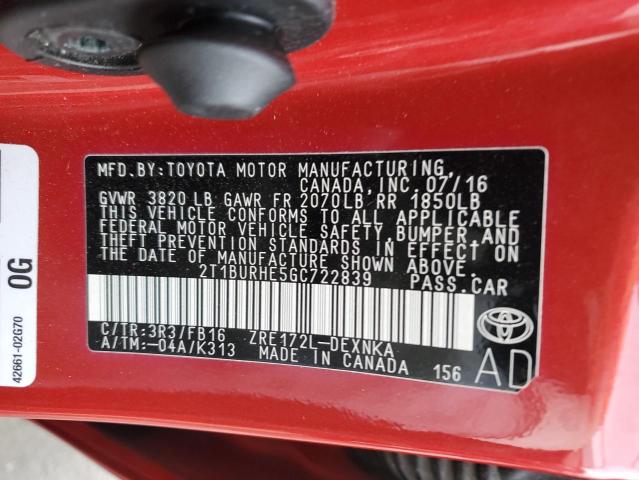 MFD.BY:TOYOTA MOTOR MANUFACTURING,
CANADA, INC. 07/16
GVWR 3820 LB GAWR FR 2070LB RR 1850LB
THIS VEHICLE CONFORMS TO ALL APPLICABLE
FEDERAL MOTOR VEHICLE SAFETY, BUMPER, AND
THEFT PREVENTION STANDARDS IN EFFECT ON
THE DATE OF MANUFACTURE SHOWN ABOVE.
2T1BURHE5GC722839 PASS.CAR
C/TR:3R3/FB16 ZRE172L-DEXNKA
A/TM:-04A/K313 MADE IN CANADA 156 AD
0G
42661-02G70